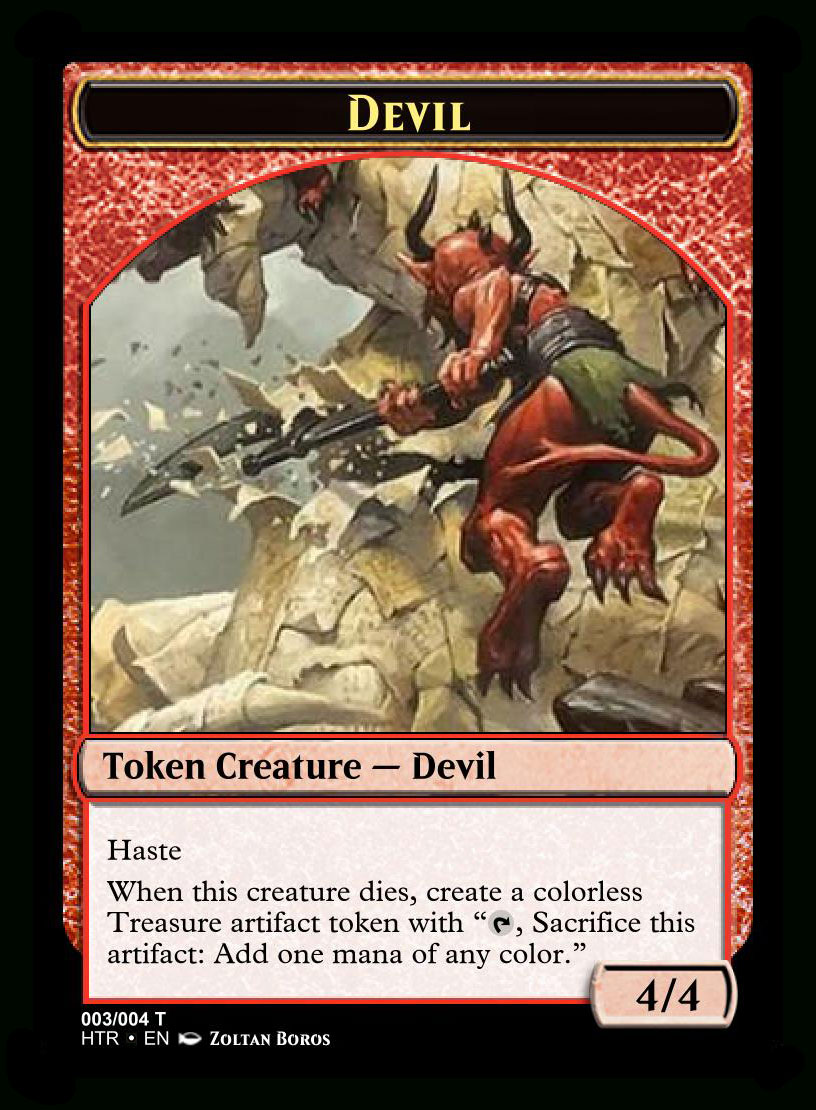 Devil
Token Creature — Devil
Haste
When this creature dies, create a colorless
Treasure artifact token with “, Sacrifice this
artifact: Add one mana of any color.”
4/4
003/004 T
HTR • EN Zoltan Boros